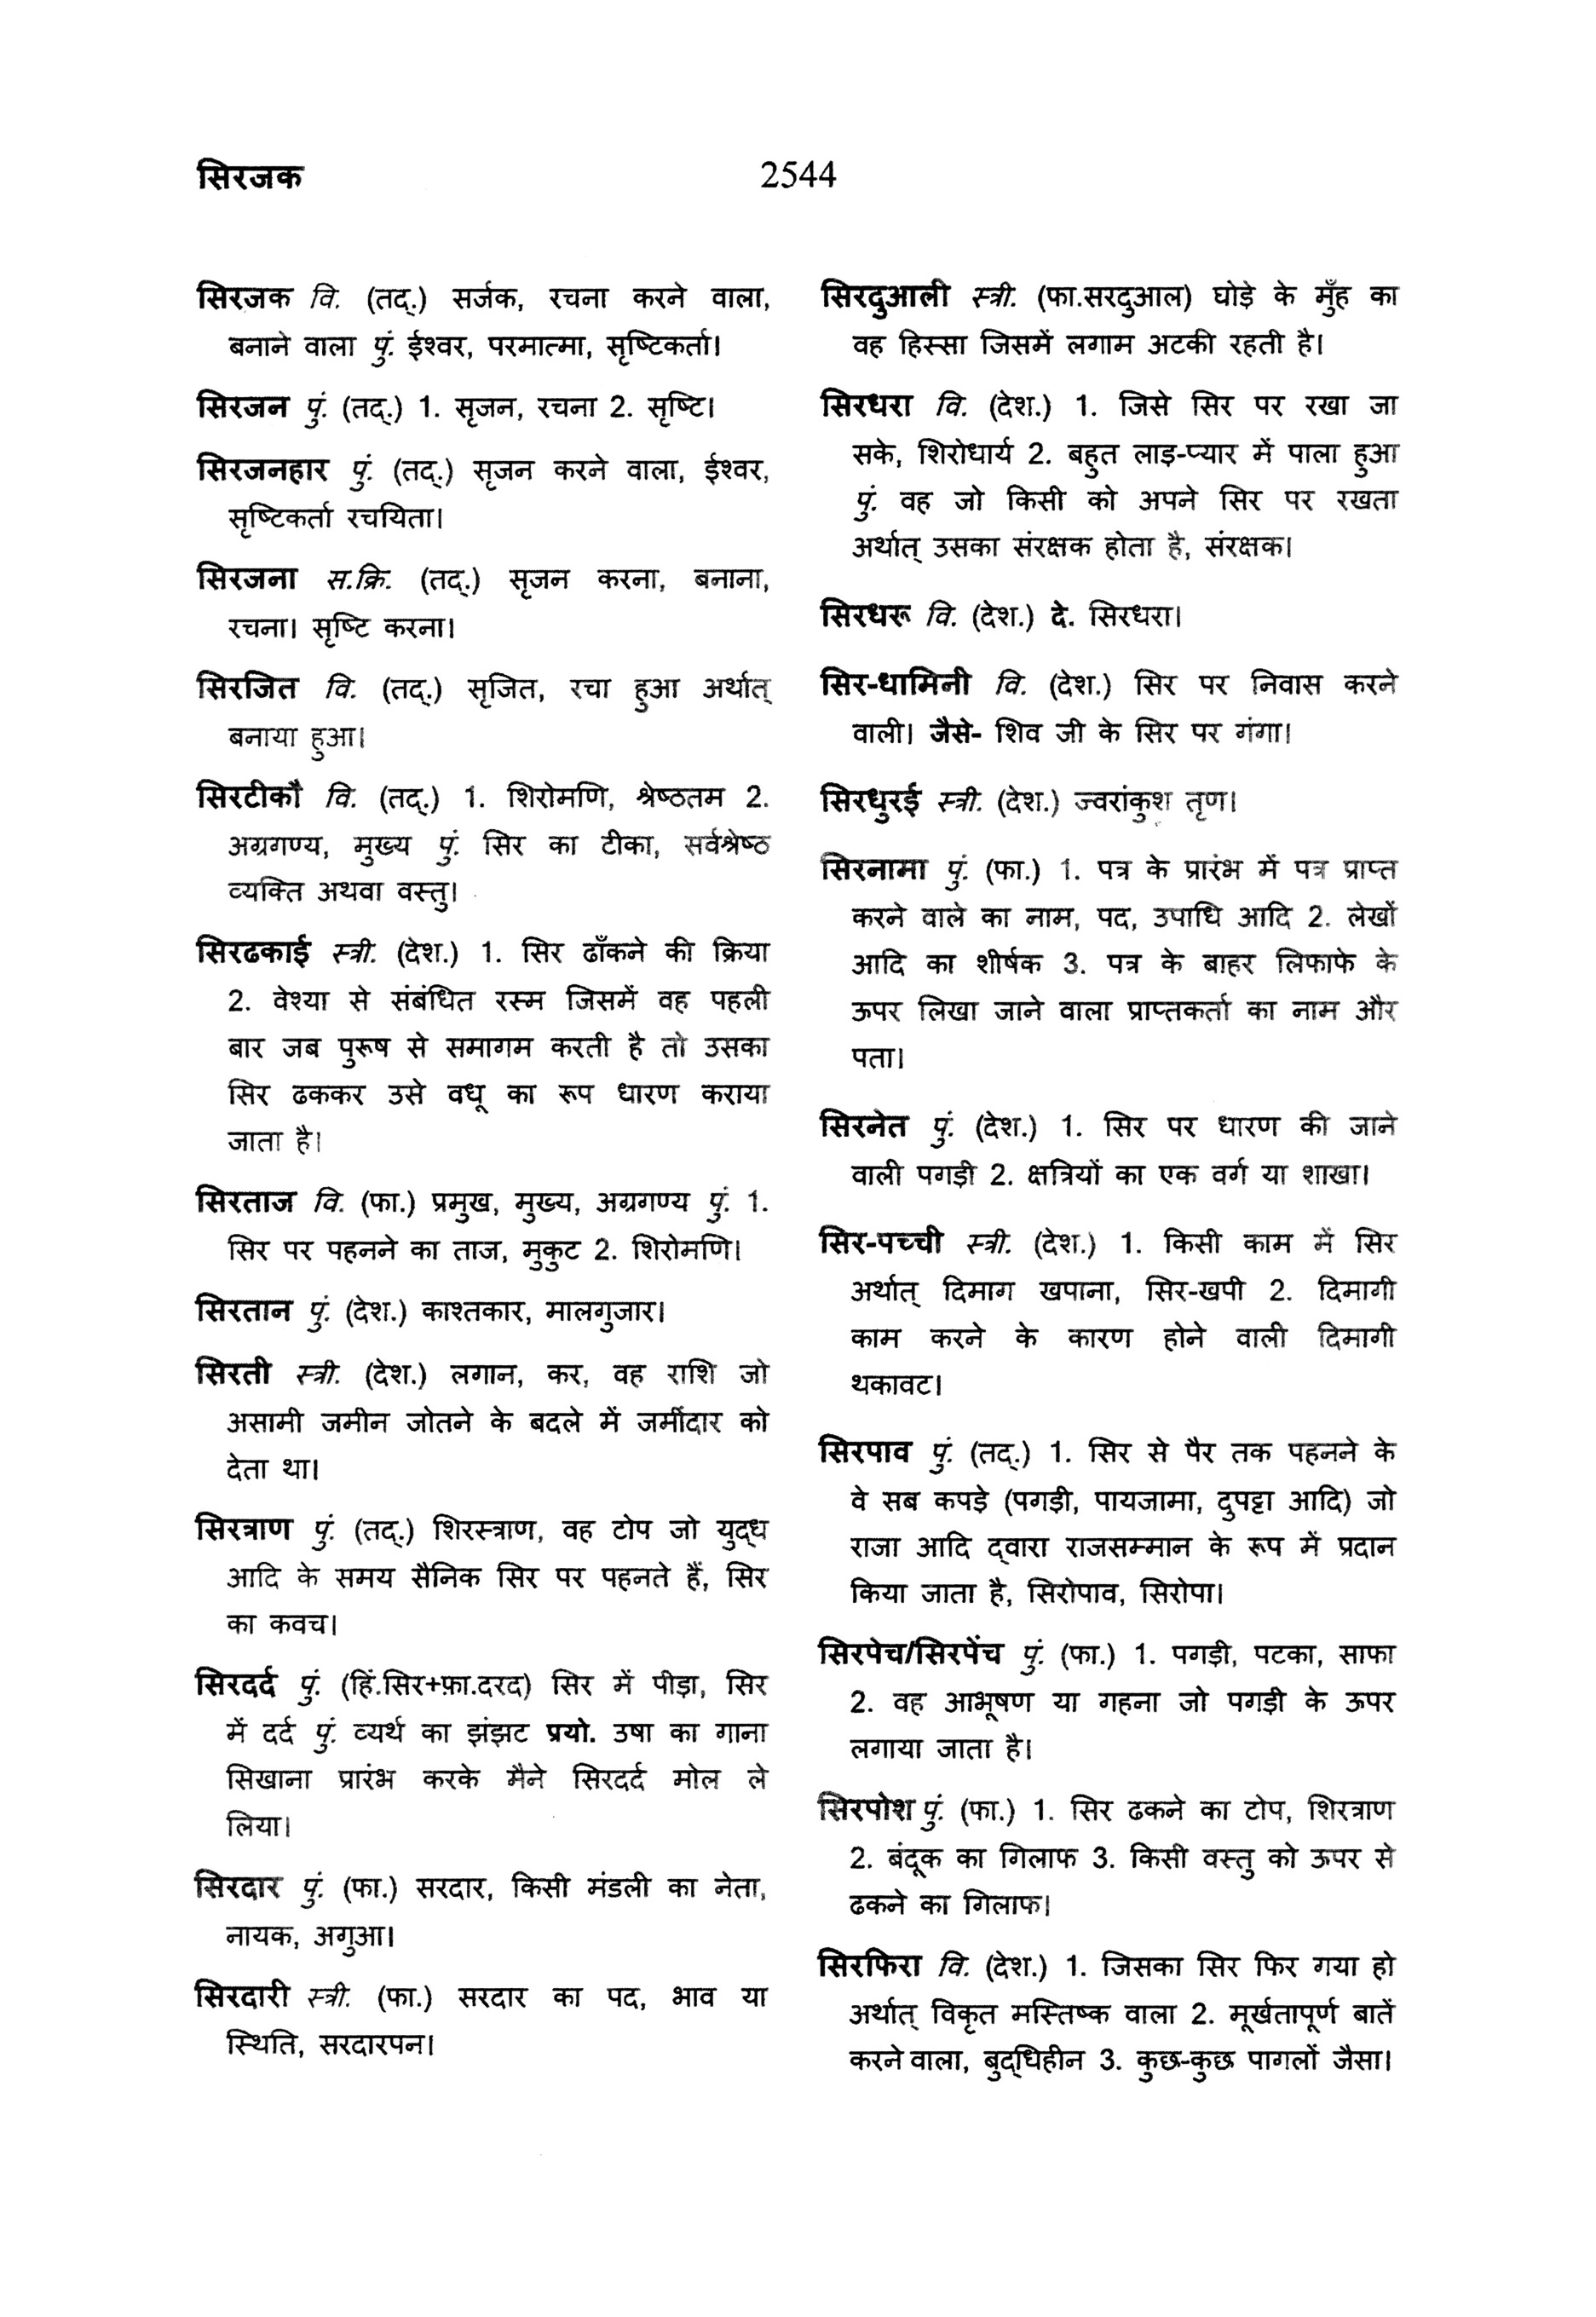 सिरजक
2544
सिरजक वि. (तद्.) सर्जक, रचना करने वाला,
बनाने वाला पुं. ईश्वर, परमात्मा, सृष्टिकर्ता।
सिरजन पुं. (तद्.) 1. सृजन, रचना 2. सृष्टि।
सिरजनहार पुं. (तद्.) सृजन करने वाला, ईश्वर,
सृष्टिकर्ता रचयिता।
सिरजना स.क्रि. (तद्.) सृजन करना, बनाना,
रचना। सृष्टि करना।
सिरजित वि. (तद्.) सृजित, रचा हुआ अर्थात्
बनाया हुआ।
सिरटीकौ वि. (तद्.) 1. शिरोमणि, श्रेष्ठतम 2.
अग्रगण्य, मुख्य पुं. सिर का टीका, सर्वश्रेष्ठ
व्यक्ति अथवा वस्तु।
सिरढकाई स्त्री. (देश.) 1. सिर ढाँकने की क्रिया
2. वेश्या से संबंधित रस्म जिसमें वह पहली
बार जब पुरूष से समागम करती है तो उसका
सिर ढककर उसे वधू का रूप धारण कराया
जाता है।
सिरताज वि. (फा.) प्रमुख, मुख्य, अग्रगण्य पुं. 1.
सिर पर पहनने का ताज, मुकुट 2. शिरोमणि।
सिरतान पुं. (देश.) काश्तकार, मालगुजार।
सिरती स्त्री. (देश.) लगान, कर, वह राशि जो
असामी जमीन जोतने के बदले में जमींदार को
देता था।
सिरत्राण पुं. (तद्.) शिरस्त्राण, वह टोप जो युद्ध
आदि के समय सैनिक सिर पर पहनते हैं, सिर
का कवच।
सिरदर्द पुं. (हिं.सिर+फ़ा.दरद) सिर में पीड़ा, सिर
में दर्द पुं. व्यर्थ का झंझट प्रयो. उषा का गाना
सिखाना प्रारंभ करके मैने सिरदर्द मोल ले
लिया।
सिरदार पुं. (फा.) सरदार, किसी मंडली का नेता,
नायक, अगुआ।
सिरदारी स्त्री. (फा.) सरदार का पद, भाव या
स्थिति, सरदारपन।
सिरदुआली स्त्री. (फा.सरदुआल) घोड़े के मुँह का
वह हिस्सा जिसमें लगाम अटकी रहती है।
सिरधरा वि. (देश.) 1. जिसे सिर पर रखा जा
सके, शिरोधार्य 2. बहुत लाड़-प्यार में पाला हुआ
पुं. वह जो किसी को अपने सिर पर रखता
अर्थात् उसका संरक्षक होता है, संरक्षक।
सिरधरू वि. (देश.) दे. सिरधरा।
सिर-धामिनी वि. (देश.) सिर पर निवास करने
वाली। जैसे- शिव जी के सिर पर गंगा।
सिरधुरई स्त्री. (देश.) ज्वरांकुश तृण।
सिरनामा पुं. (फा.) 1. पत्र के प्रारंभ में पत्र प्राप्त
करने वाले का नाम, पद, उपाधि आदि 2. लेखों
आदि का शीर्षक 3. पत्र के बाहर लिफाफे के
ऊपर लिखा जाने वाला प्राप्तकर्ता का नाम और
पता।
सिरनेत पुं. (देश.) 1. सिर पर धारण की जाने
वाली पगड़ी 2. क्षत्रियों का एक वर्ग या शाखा।
सिर-पच्ची स्त्री. (देश.) 1. किसी काम में सिर
अर्थात् दिमाग खपाना, सिर-खपी 2. दिमागी
काम करने के कारण होने वाली दिमागी
थकावट।
सिरपाव पुं. (तद्.) 1. सिर से पैर तक पहनने के
वे सब कपड़े (पगड़ी, पायजामा, दुपट्टा आदि) जो
राजा आदि द्वारा राजसम्मान के रूप में प्रदान
किया जाता है, सिरोपाव, सिरोपा।
सिरपेच/सिरपेंच पुं. (फा.) 1. पगड़ी, पटका, साफा
2. वह आभूषण या गहना जो पगड़ी के ऊपर
लगाया जाता है।
सिरपोश पुं. (फा.) 1. सिर ढकने का टोप, शिरत्राण
2. बंदूक का गिलाफ 3. किसी वस्तु को ऊपर से
ढकने का गिलाफ।
सिरफिरा वि. (देश.) 1. जिसका सिर फिर गया हो
अर्थात् विकृत मस्तिष्क वाला 2. मूर्खतापूर्ण बातें
करने वाला, बुद्धिहीन 3. कुछ-कुछ पागलों जैसा।